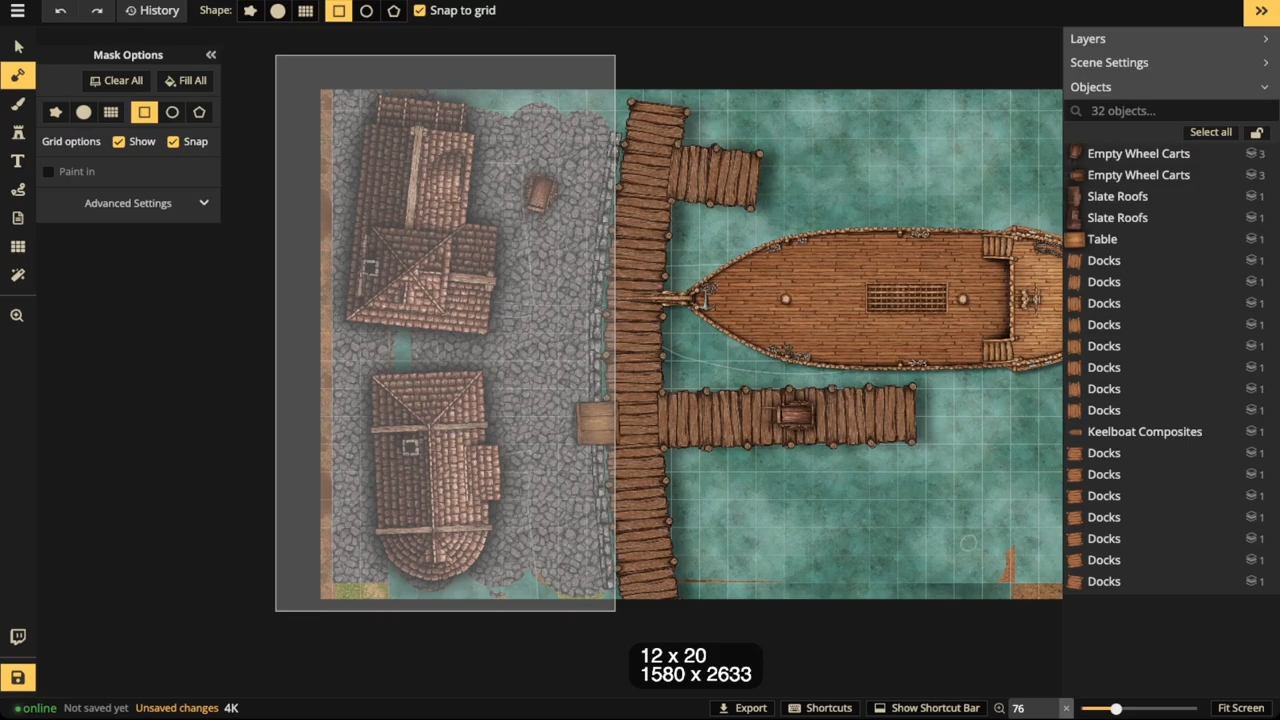 History
Shape:
Snap to grid
Mask Options
Clear All
Fill All
Grid options
Show
Snap
Paint in
Advanced Settings
Layers
Scene Settings
Objects
32 objects...
Select all
Empty Wheel Carts 3
Empty Wheel Carts 3
Slate Roofs 1
Slate Roofs 1
Table 1
Docks 1
Docks 1
Docks 1
Docks 1
Docks 1
Docks 1
Docks 1
Docks 1
Keelboat Composites 1
Docks 1
Docks 1
Docks 1
Docks 1
Docks 1
Docks 1
Docks 1
12 x 20
1580 x 2633
online Not saved yet Unsaved changes 4K
Export
Shortcuts
Show Shortcut Bar
76
Fit Screen